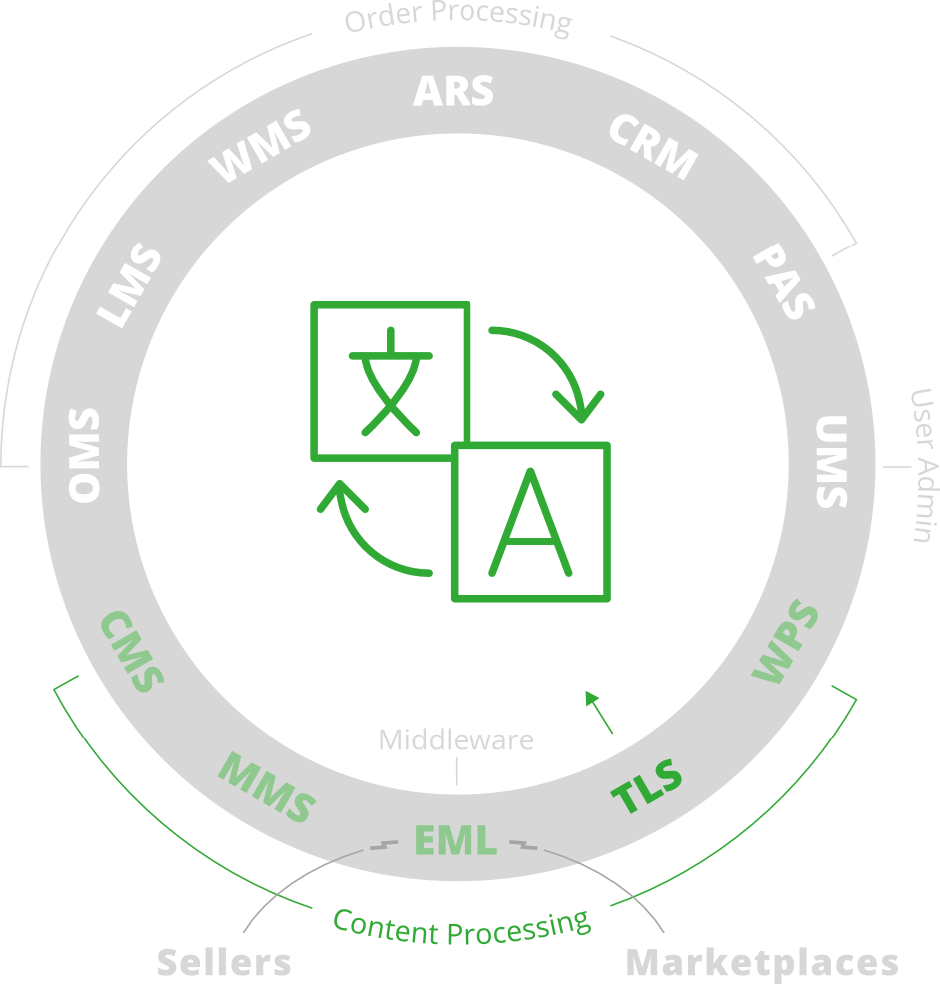 Order Processing
ARS
WMS
CRM
LMS
PAS
OMS
UMS
User Admin
文
A
CMS
WPS
Middleware
MMS
TLS
EML
Content Processing
Sellers
Marketplaces